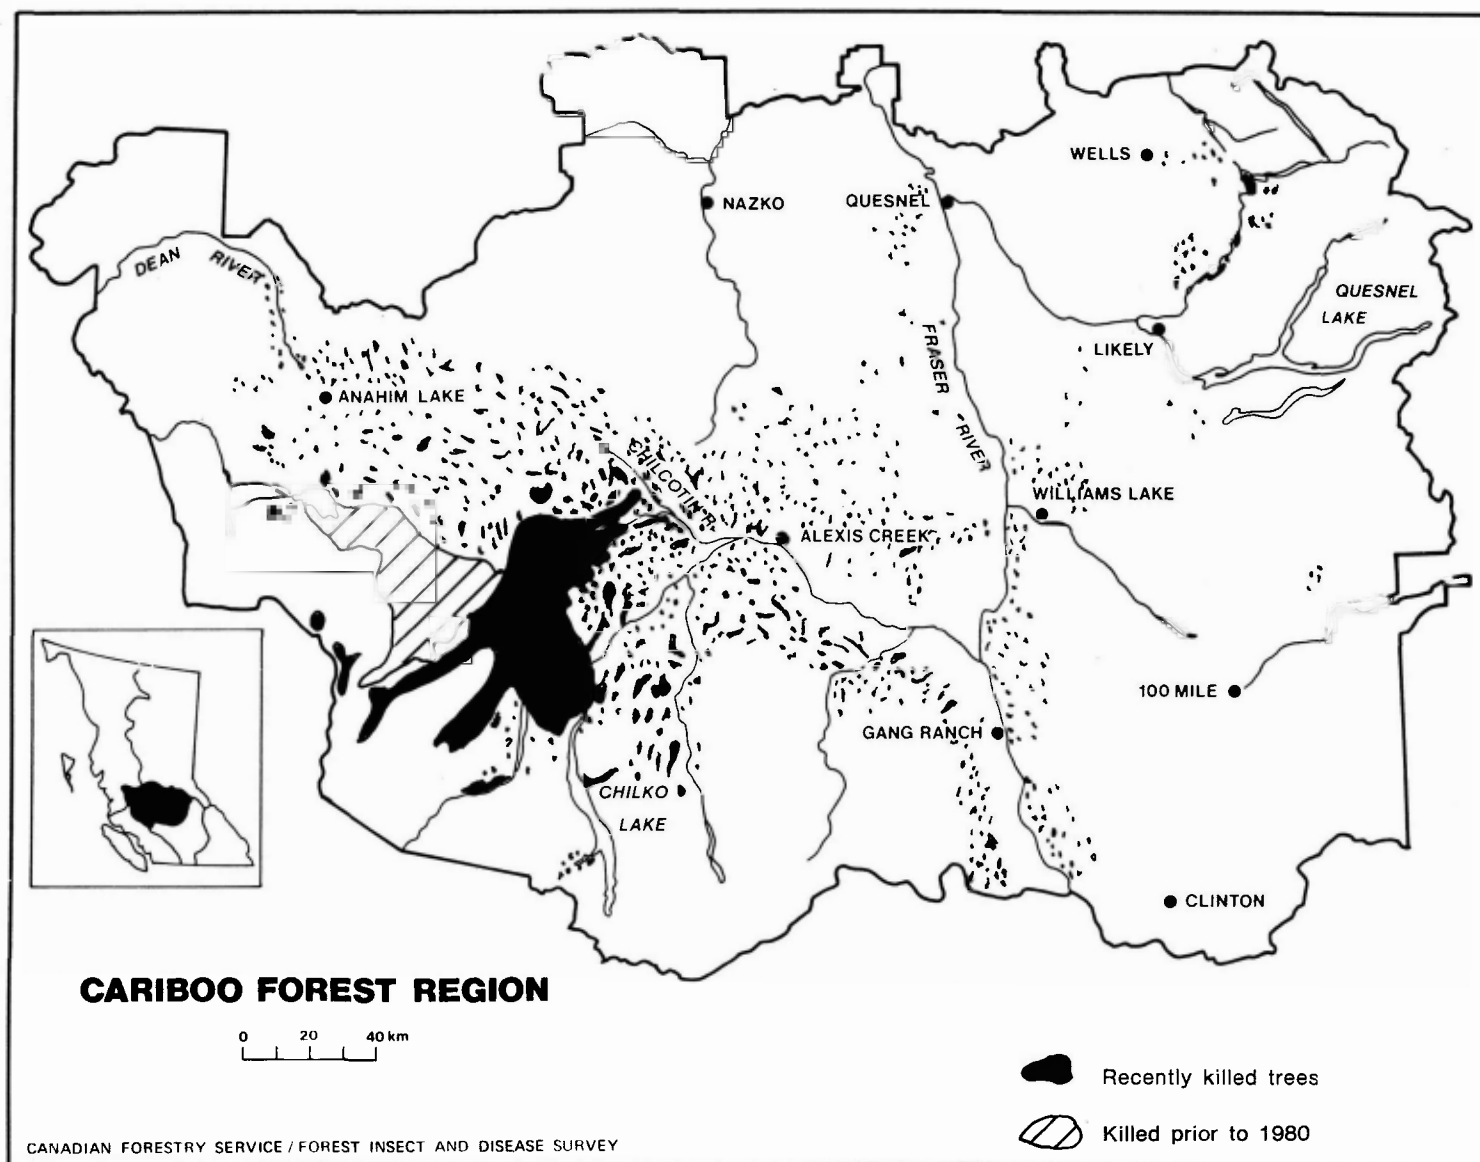 WELLS
NAZKO
QUESNEL
DEAN RIVER
QUESNEL
LAKE
FRASER RIVER
LIKELY
ANAHIM LAKE
CHILCOTIN R.
WILLIAMS LAKE
ALEXIS CREEK
100 MILE
GANG RANCH
CHILKO
LAKE
CLINTON
CARIBOO FOREST REGION
0 20 40 km
Recently killed trees
Killed prior to 1980
CANADIAN FORESTRY SERVICE / FOREST INSECT AND DISEASE SURVEY